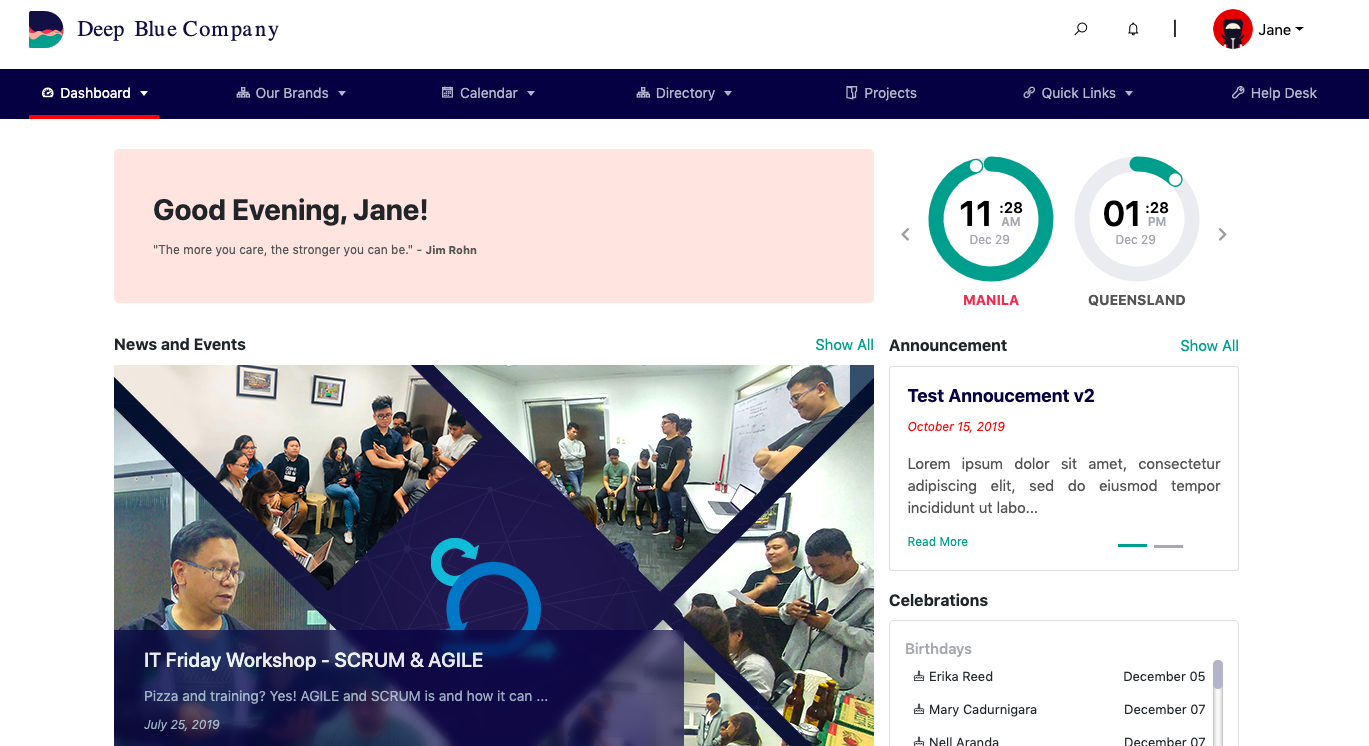 Deep Blue Company
Jane
Dashboard
Our Brands
Calendar
Directory
Projects
Quick Links
Help Desk
Good Evening, Jane!
"The more you care, the stronger you can be." - Jim Rohn
11 :28 AM
Dec 29
MANILA
01 :28 PM
Dec 29
QUEENSLAND
News and Events
Show All
IT Friday Workshop - SCRUM & AGILE
Pizza and training? Yes! AGILE and SCRUM is and how it can ...
July 25, 2019
Announcement
Show All
Test Annoucement v2
October 15, 2019
Lorem ipsum dolor sit amet, consectetur
adipiscing elit, sed do eiusmod tempor
incididunt ut labo...
Read More
Celebrations
Birthdays
Erika Reed December 05
Mary Cadurnigara December 07
Nell Aranda December 07